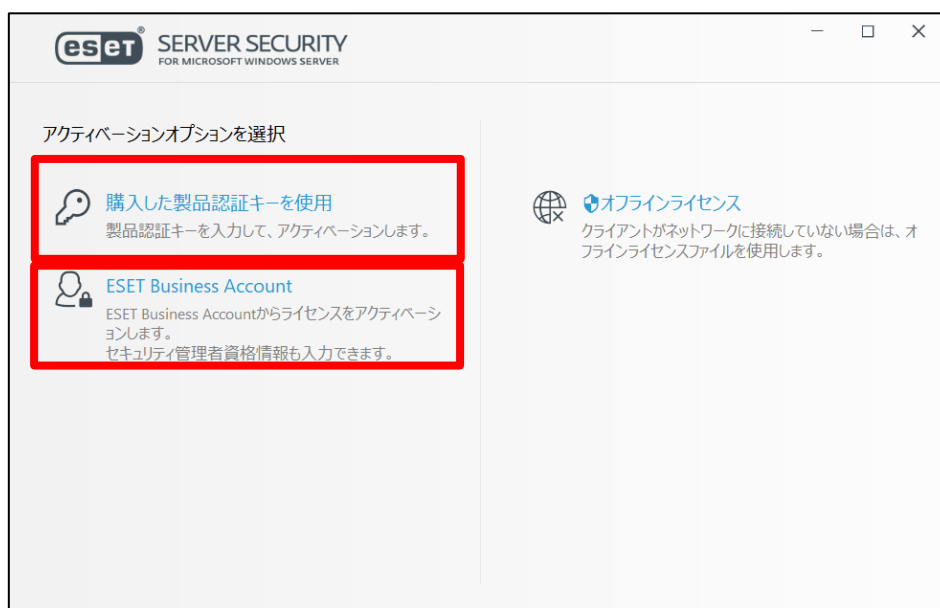 eset® SERVER SECURITY
FOR MICROSOFT WINDOWS SERVER
アクティベーションオプションを選択
購入した製品認証キーを使用
製品認証キーを入力して、アクティベーションします。
ESET Business Account
ESET Business Accountからライセンスをアクティベーシ
ョンします。
セキュリティ管理者資格情報も入力できます。
オフラインライセンス
クライアントがネットワークに接続していない場合は、オ
フラインライセンスファイルを使用します。